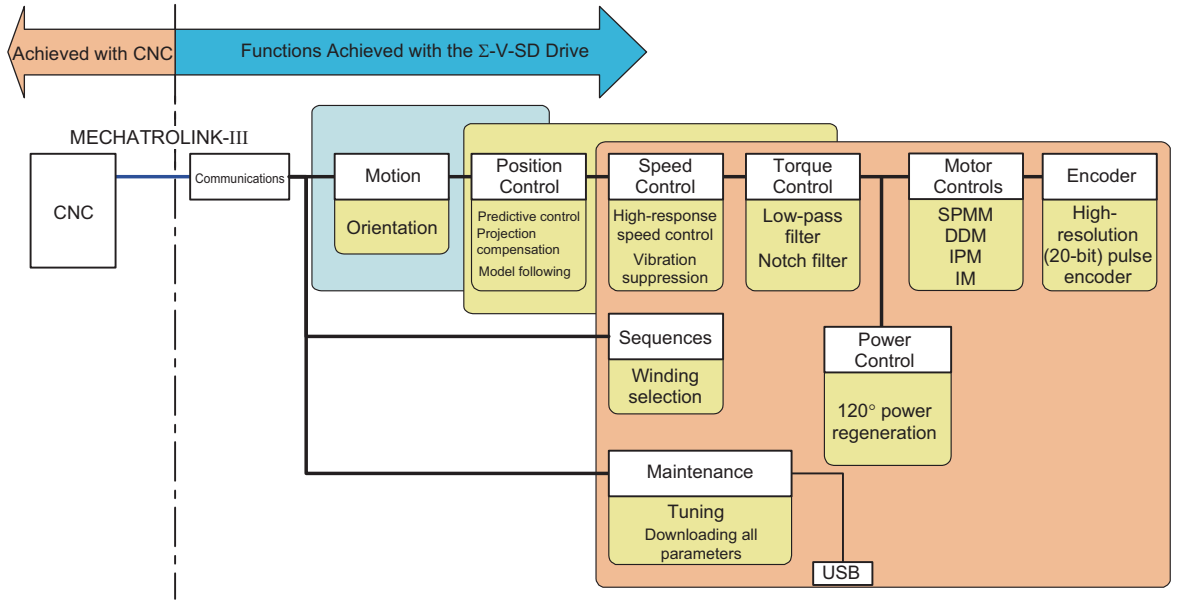 Achieved with CNC
Functions Achieved with the Σ-V-SD Drive
MECHATROLINK-III
CNC
Communications
Motion
Orientation
Position
Control
Predictive control
Projection
compensation
Model following
Speed
Control
High-response
speed control
Vibration
suppression
Torque
Control
Low-pass
filter
Notch filter
Motor
Controls
SPMM
DDM
IPM
IM
Encoder
High-
resolution
(20-bit) pulse
encoder
Sequences
Winding
selection
Power
Control
120° power
regeneration
Maintenance
Tuning
Downloading all
parameters
USB